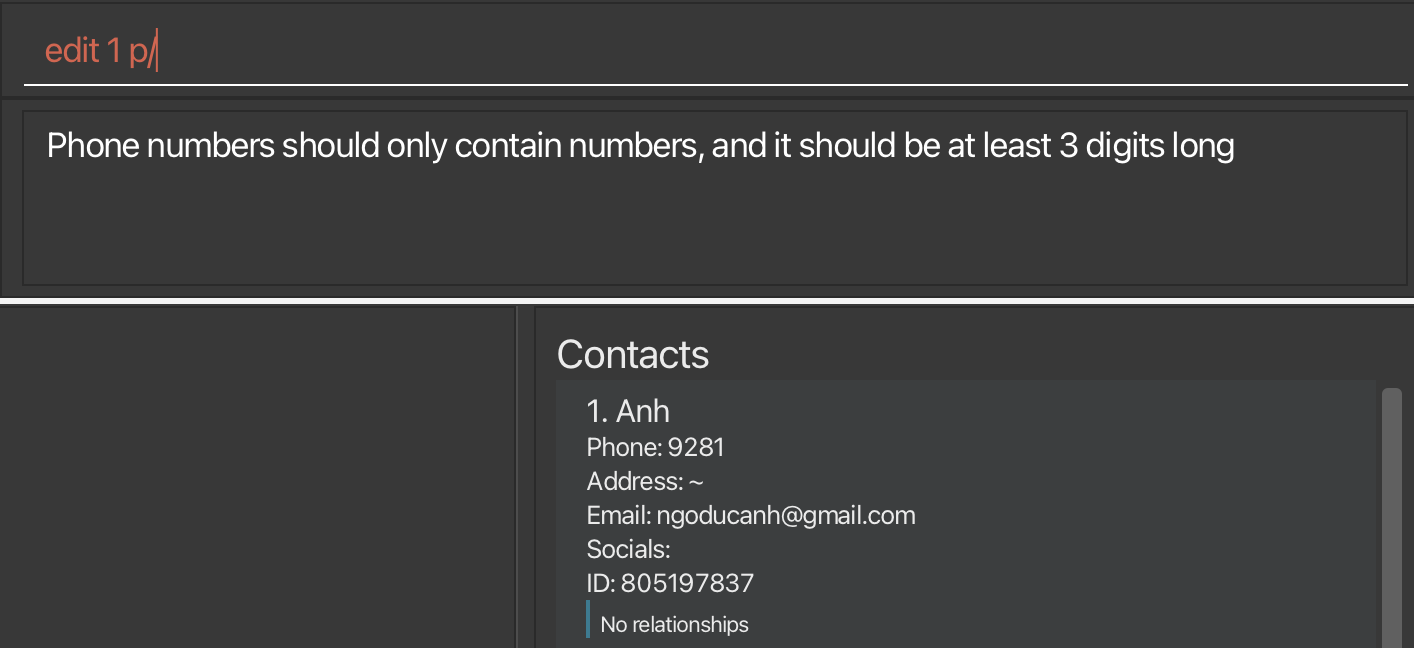 edit 1 p/
Phone numbers should only contain numbers, and it should be at least 3 digits long
Contacts
1. Anh
Phone: 9281
Address: ~
Email: ngoducanh@gmail.com
Socials:
ID: 805197837
No relationships